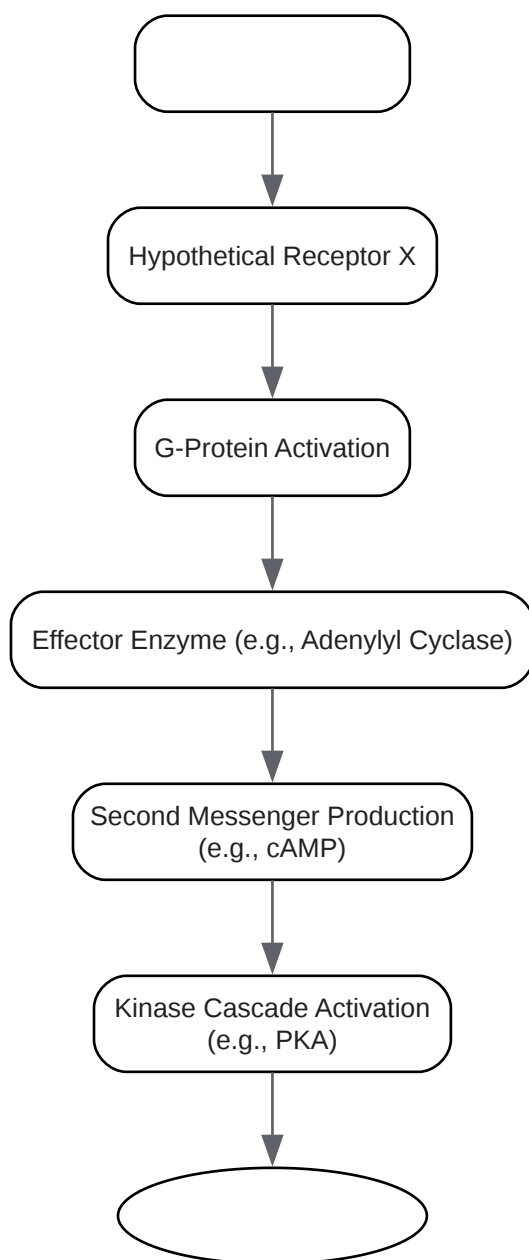 Hypothetical Receptor X
G-Protein Activation
Effector Enzyme (e.g., Adenylyl Cyclase)
Second Messenger Production
(e.g., cAMP)
Kinase Cascade Activation
(e.g., PKA)